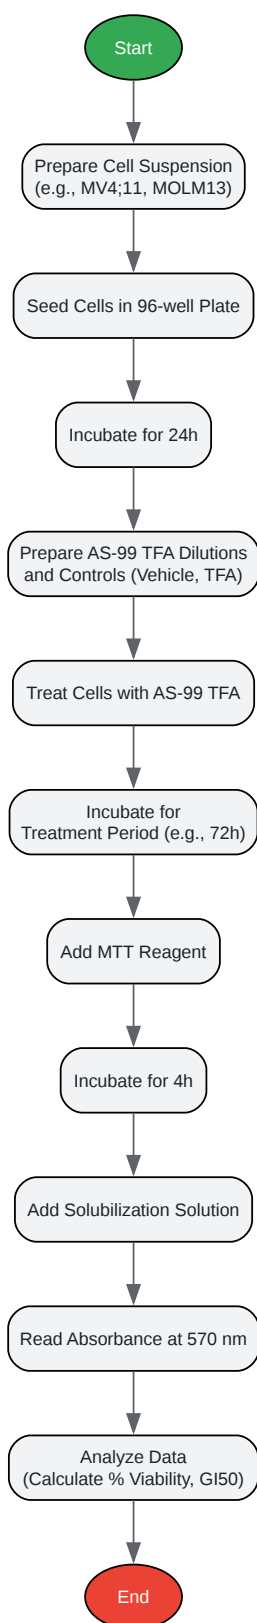 Start
Prepare Cell Suspension
(e.g., MV4;11, MOLM13)
Seed Cells in 96-well Plate
Incubate for 24h
Prepare AS-99 TFA Dilutions
and Controls (Vehicle, TFA)
Treat Cells with AS-99 TFA
Incubate for
Treatment Period (e.g., 72h)
Add MTT Reagent
Incubate for 4h
Add Solubilization Solution
Read Absorbance at 570 nm
Analyze Data
(Calculate % Viability, GI50)
End